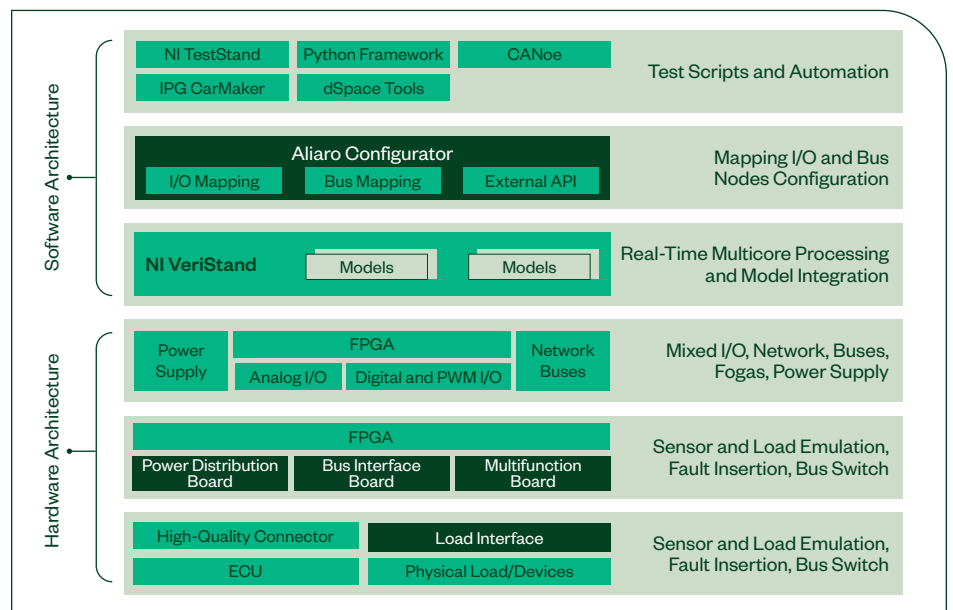 Software Architecture
NI TestStand
Python Framework
CANoe
IPG CarMaker
dSpace Tools
Test Scripts and Automation
Aliaro Configurator
I/O Mapping
Bus Mapping
External API
Mapping I/O and Bus
Nodes Configuration
NI VeriStand
Models
Models
Real-Time Multicore Processing
and Model Integration
Hardware Architecture
Power
Supply
FPGA
Analog I/O
Digital and PWM I/O
Network
Buses
Mixed I/O, Network, Buses,
Fogas, Power Supply
FPGA
Power Distribution
Board
Bus Interface
Board
Multifunction
Board
Sensor and Load Emulation,
Fault Insertion, Bus Switch
High-Quality Connector
Load Interface
ECU
Physical Load/Devices
Sensor and Load Emulation,
Fault Insertion, Bus Switch